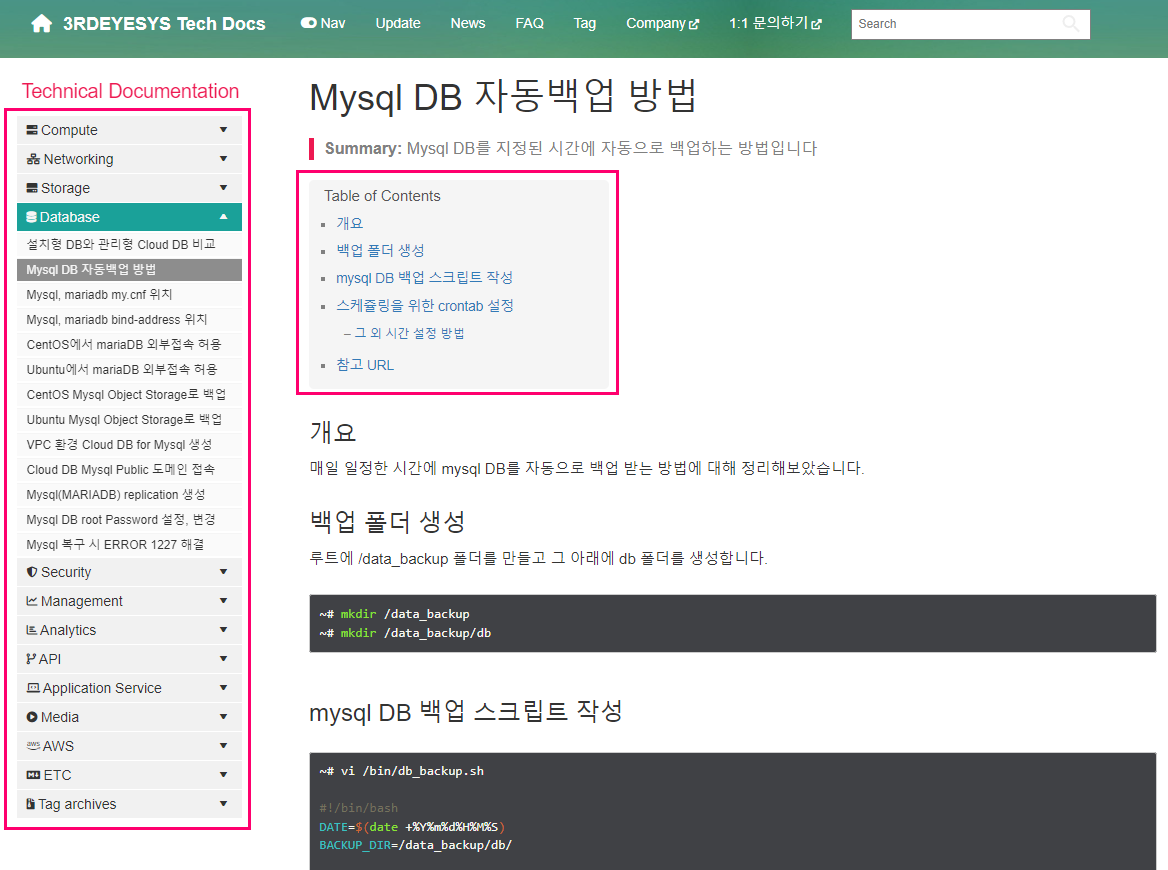 3RDEYESYS Tech Docs
Nav
Update
News
FAQ
Tag
Company
1:1 문의하기
Search
Technical Documentation
Compute
Networking
Storage
Database
설치형 DB와 관리형 Cloud DB 비교
Mysql DB 자동백업 방법
Mysql, mariadb my.cnf 위치
Mysql, mariadb bind-address 위치
CentOS에서 mariaDB 외부접속 허용
Ubuntu에서 mariaDB 외부접속 허용
CentOS Mysql Object Storage로 백업
Ubuntu Mysql Object Storage로 백업
VPC 환경 Cloud DB for Mysql 생성
Cloud DB Mysql Public 도메인 접속
Mysql(MARIADB) replication 생성
Mysql DB root Password 설정, 변경
Mysql 복구 시 ERROR 1227 해결
Security
Management
Analytics
API
Application Service
Media
aws AWS
ETC
Tag archives
Mysql DB 자동백업 방법
Summary: Mysql DB를 지정된 시간에 자동으로 백업하는 방법입니다
Table of Contents
개요
백업 폴더 생성
mysql DB 백업 스크립트 작성
스케쥴링을 위한 crontab 설정
– 그 외 시간 설정 방법
참고 URL
개요
매일 일정한 시간에 mysql DB를 자동으로 백업 받는 방법에 대해 정리해보았습니다.
백업 폴더 생성
루트에 /data_backup 폴더를 만들고 그 아래에 db 폴더를 생성합니다.
~# mkdir /data_backup
~# mkdir /data_backup/db
mysql DB 백업 스크립트 작성
~# vi /bin/db_backup.sh
#!/bin/bash
DATE=$(date +%Y%m%d%H%M%S)
BACKUP_DIR=/data_backup/db/